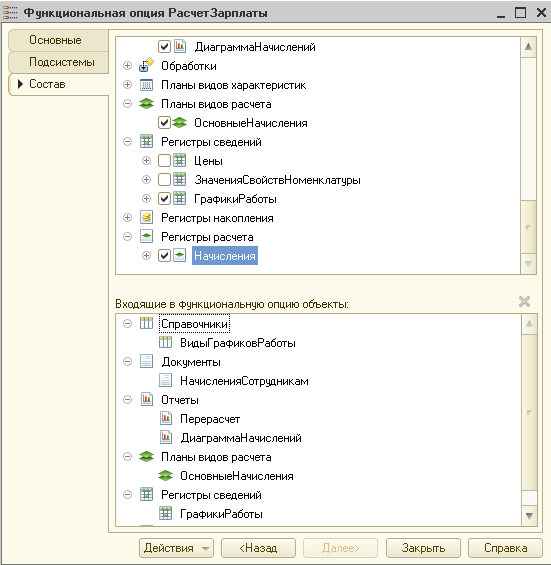 Функциональная опция РасчетЗарплаты
Основные
Подсистемы
Состав
ДиаграммаНачислений
Обработки
Планы видов характеристик
Планы видов расчета
ОсновныеНачисления
Регистры сведений
Цены
ЗначенияСвойствНоменклатуры
ГрафикиРаботы
Регистры накопления
Регистры расчета
Начисления
Входящие в функциональную опцию объекты:
Справочники
ВидыГрафиковРаботы
Документы
НачисленияСотрудникам
Отчеты
Перерасчет
ДиаграммаНачислений
Планы видов расчета
ОсновныеНачисления
Регистры сведений
ГрафикиРаботы
Действия <Назад Далее> Закрыть Справка